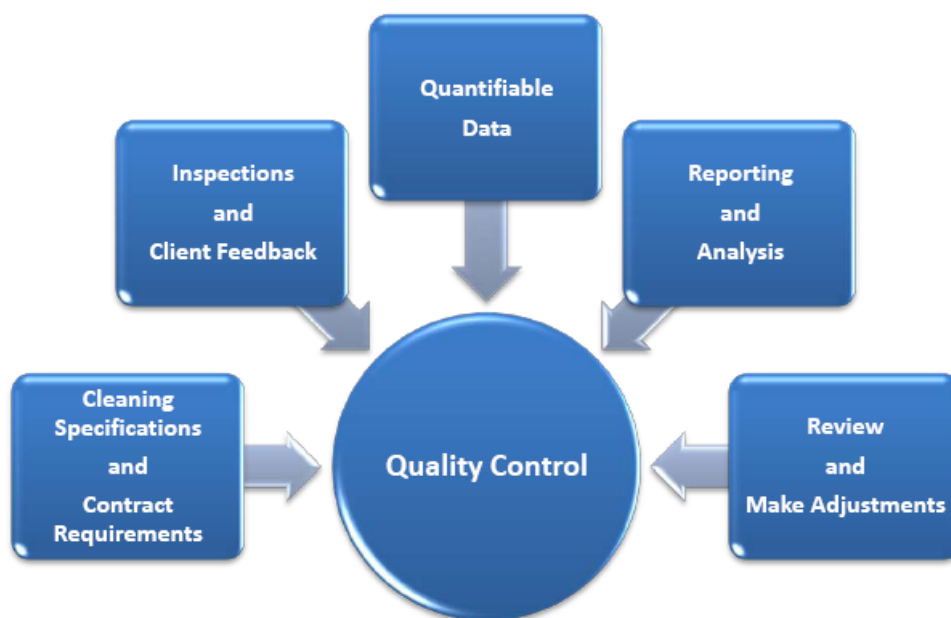 Quantifiable
Data
Inspections
and
Client Feedback
Reporting
and
Analysis
Cleaning
Specifications
and
Contract
Requirements
Quality Control
Review
and
Make Adjustments